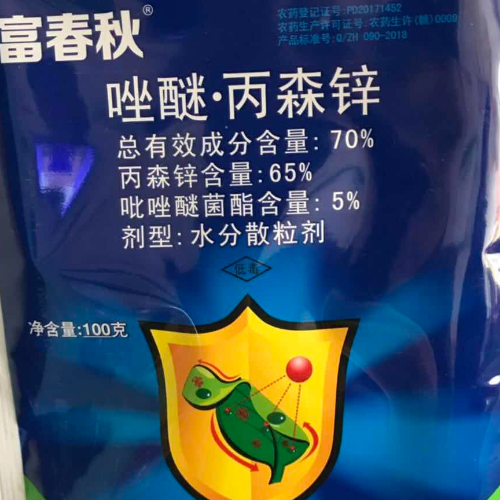 富春秋®
农药登记证号:PD20171452
农药生产许可证号:农药生许(赣)0009
产品标准号:Q/ZH 090-2018
唑醚·丙森锌
总有效成分含量: 70%
丙森锌含量: 65%
吡唑醚菌酯含量: 5%
剂型: 水分散粒剂
低毒
净含量:100克